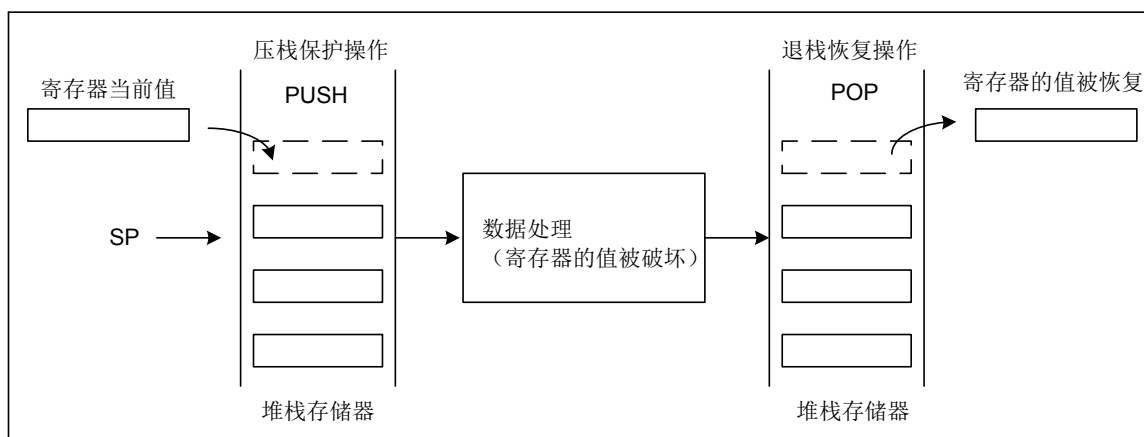 压栈保护操作
退栈恢复操作
寄存器当前值
PUSH
POP
寄存器的值被恢复
SP
数据处理
（寄存器的值被破坏）
堆栈存储器
堆栈存储器